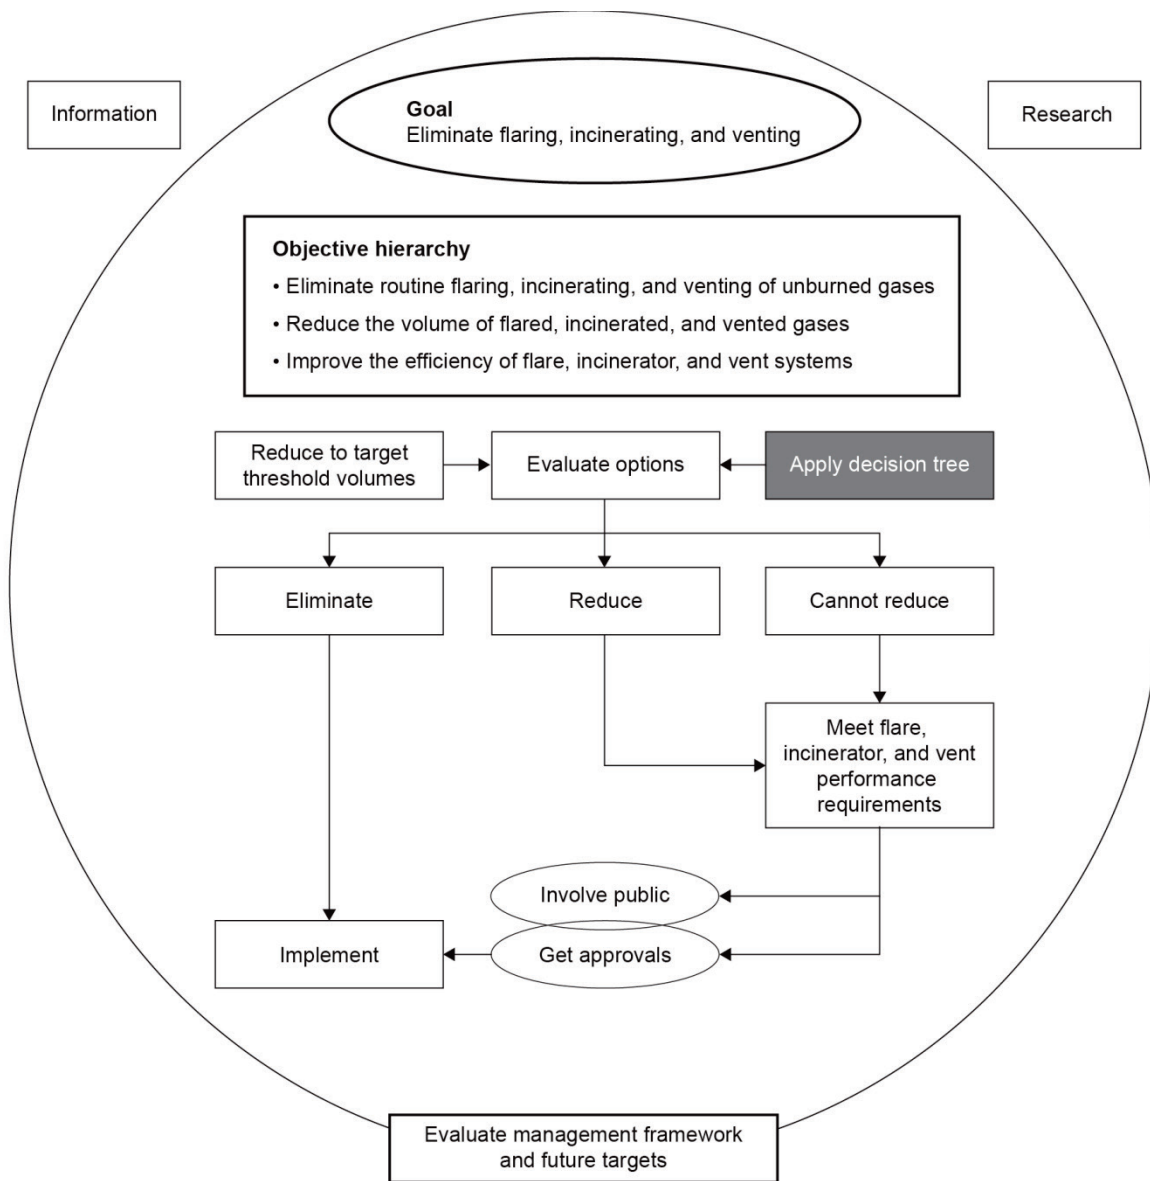 Information
Goal
Eliminate flaring, incinerating, and venting
Research
Objective hierarchy
• Eliminate routine flaring, incinerating, and venting of unburned gases
• Reduce the volume of flared, incinerated, and vented gases
• Improve the efficiency of flare, incinerator, and vent systems
Reduce to target
threshold volumes
Evaluate options
Apply decision tree
Eliminate
Reduce
Cannot reduce
Meet flare,
incinerator, and vent
performance
requirements
Involve public
Get approvals
Implement
Evaluate management framework
and future targets